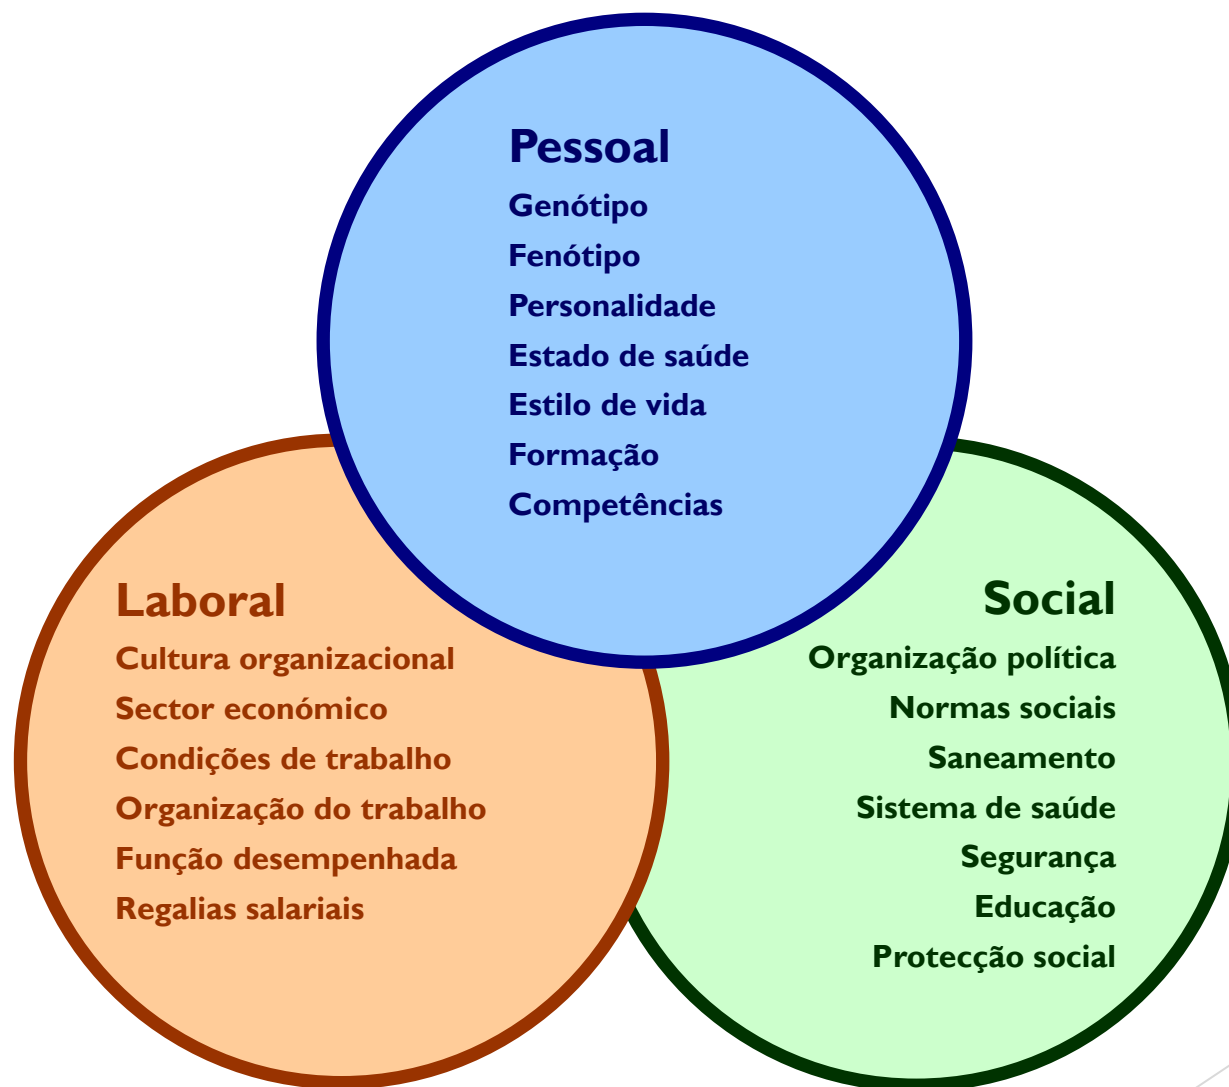 Pessoal
Genótipo
Fenótipo
Personalidade
Estado de saúde
Estilo de vida
Formação
Competências
Laboral
Cultura organizacional
Sector económico
Condições de trabalho
Organização do trabalho
Função desempenhada
Regalias salariais
Social
Organização política
Normas sociais
Saneamento
Sistema de saúde
Segurança
Educação
Protecção social